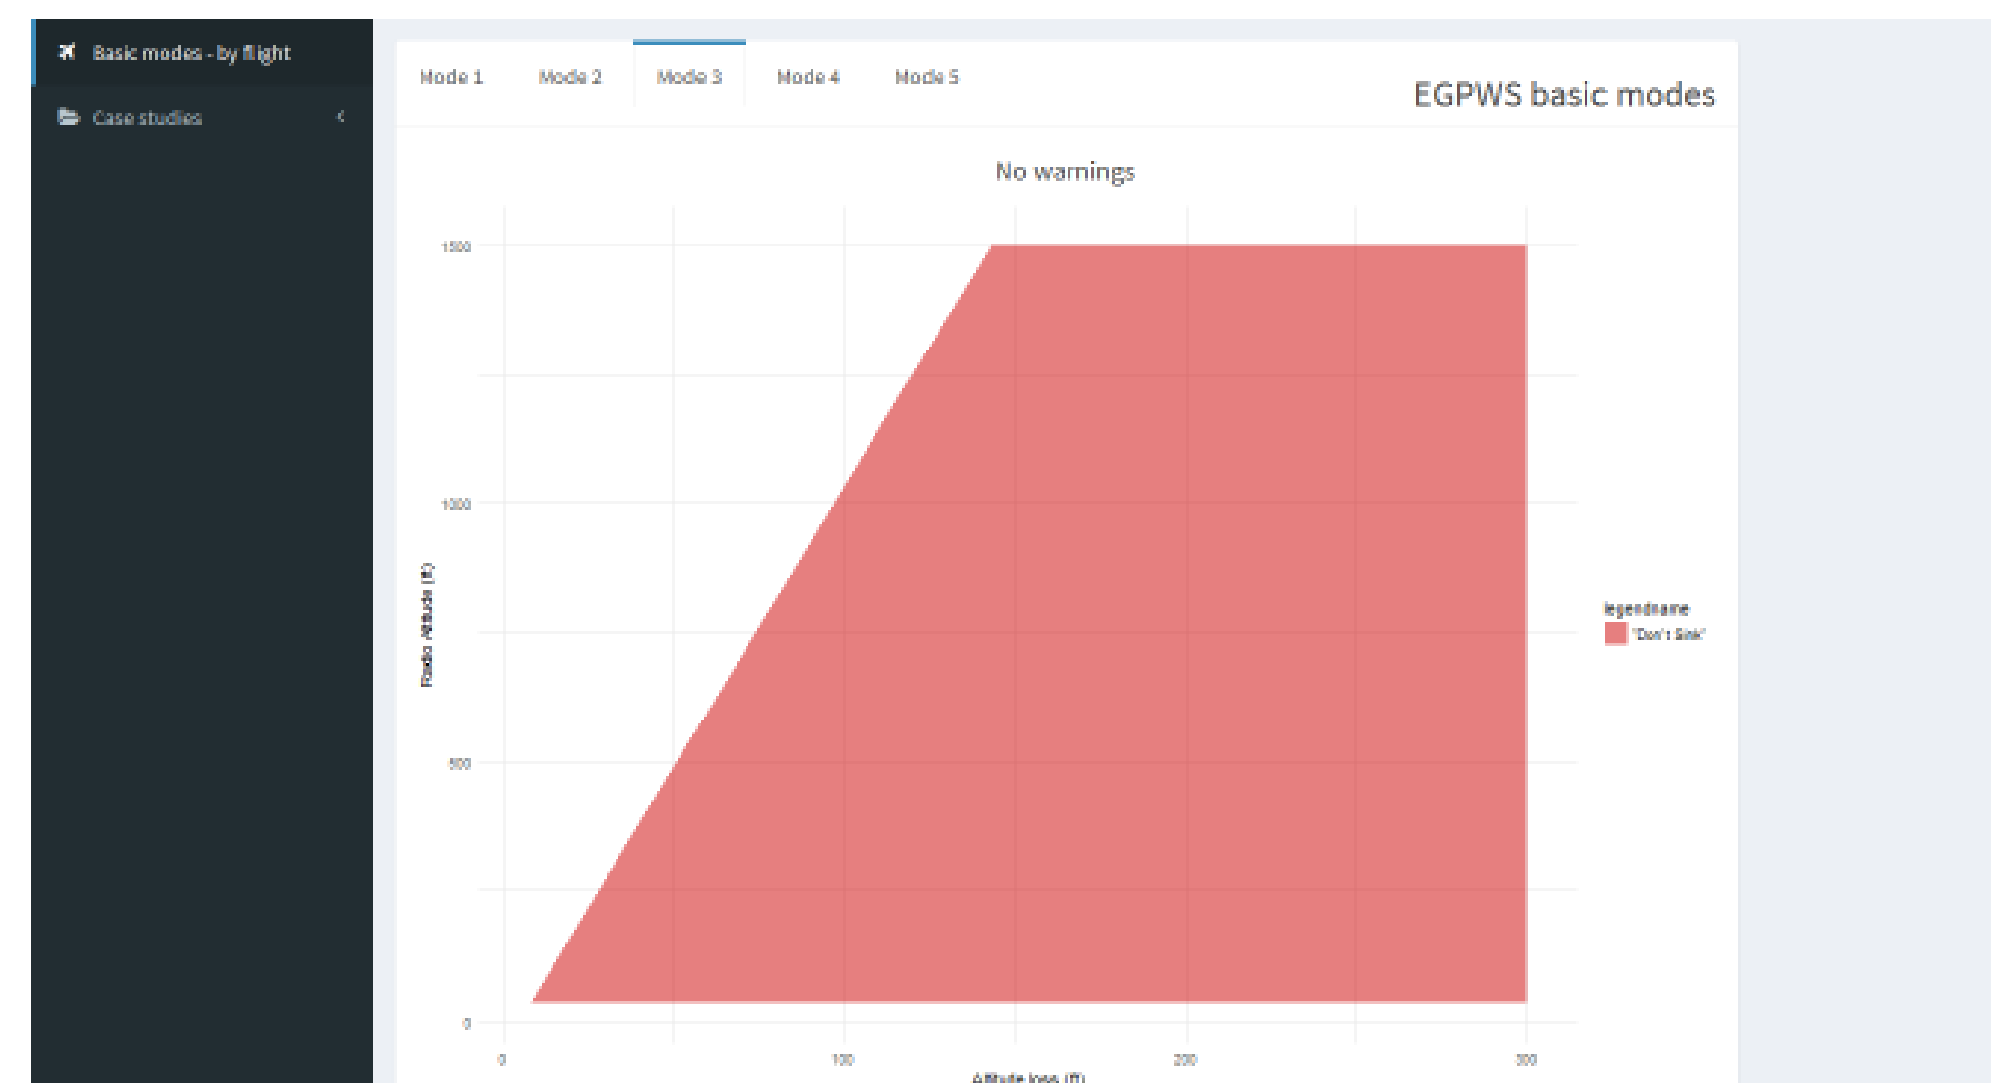 Basic modes - by flight
Case studies
Mode 1
Mode 2
Mode 3
Mode 4
Mode 5
EGPWS basic modes
No warnings
1500
1000
500
0
Radio Altitude (ft)
0
100
200
300
legendname
"Don't Sink"